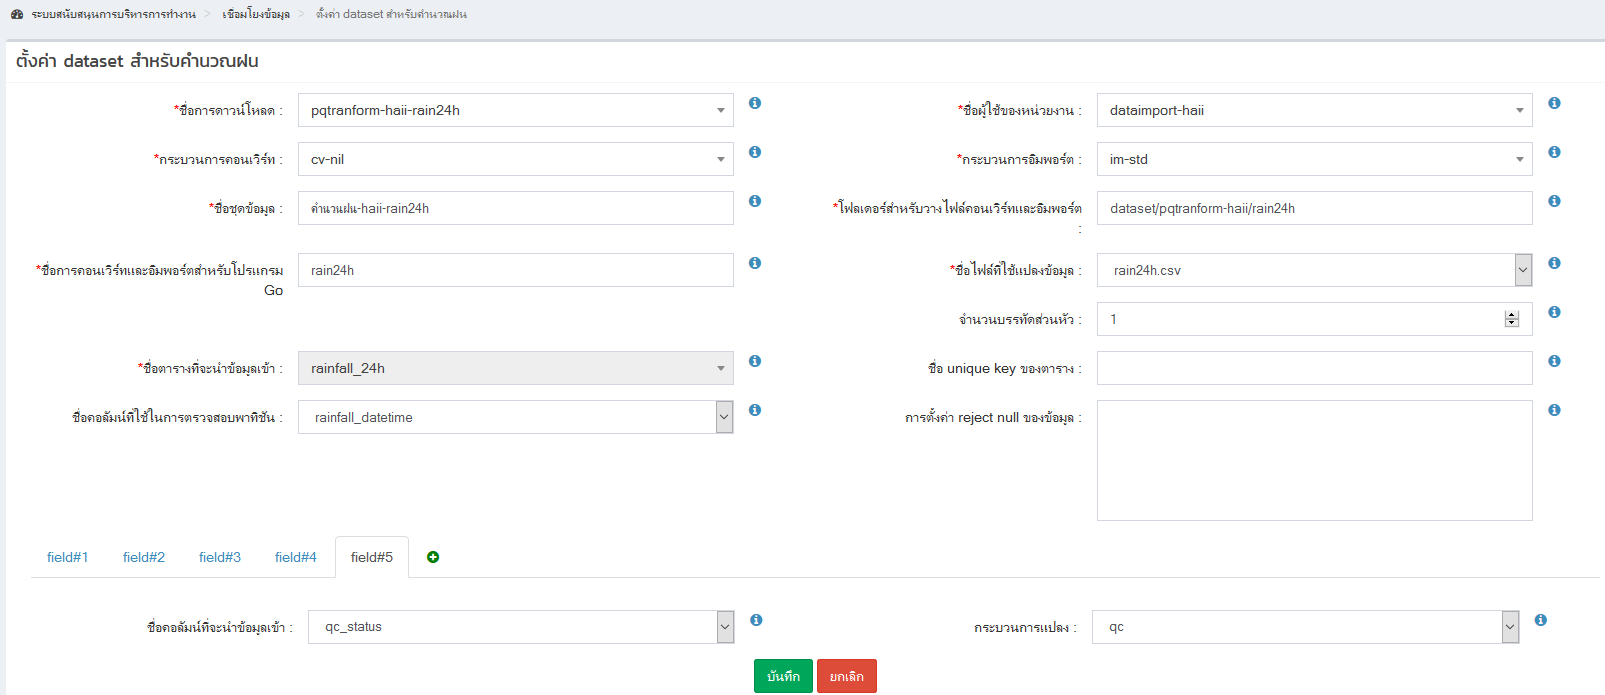 ระบบสนับสนุนการบริหารการทำงาน > เชื่อมโยงข้อมูล > ตั้งค่า dataset สำหรับคำนวณฝน
ตั้งค่า dataset สำหรับคำนวณฝน
*ชื่อการดาวน์โหลด : pqtranform-haii-rain24h
*ชื่อผู้ใช้ของหน่วยงาน : dataimport-haii
*กระบวนการคอนเวิร์ท : cv-nil
*กระบวนการอิมพอร์ต : im-std
*ชื่อชุดข้อมูล : คำนวณฝน-haii-rain24h
*โฟลเดอร์สำหรับวางไฟล์คอนเวิร์ทและอิมพอร์ต dataset/pqtranform-haii/rain24h
:
*ชื่อการคอนเวิร์ทและอิมพอร์ตสำหรับโปรแกรม rain24h
Go
*ชื่อไฟล์ที่ใช้แปลงข้อมูล : rain24h.csv
จำนวนบรรทัดส่วนหัว : 1
*ชื่อตารางที่จะนำข้อมูลเข้า : rainfall_24h
ชื่อ unique key ของตาราง :
ชื่อคอลัมน์ที่ใช้ในการตรวจสอบพาทิชัน : rainfall_datetime
การตั้งค่า reject null ของข้อมูล :
field#1 field#2 field#3 field#4 field#5
ชื่อคอลัมน์ที่จะนำข้อมูลเข้า : qc_status
กระบวนการแปลง : qc
บันทึก ยกเลิก